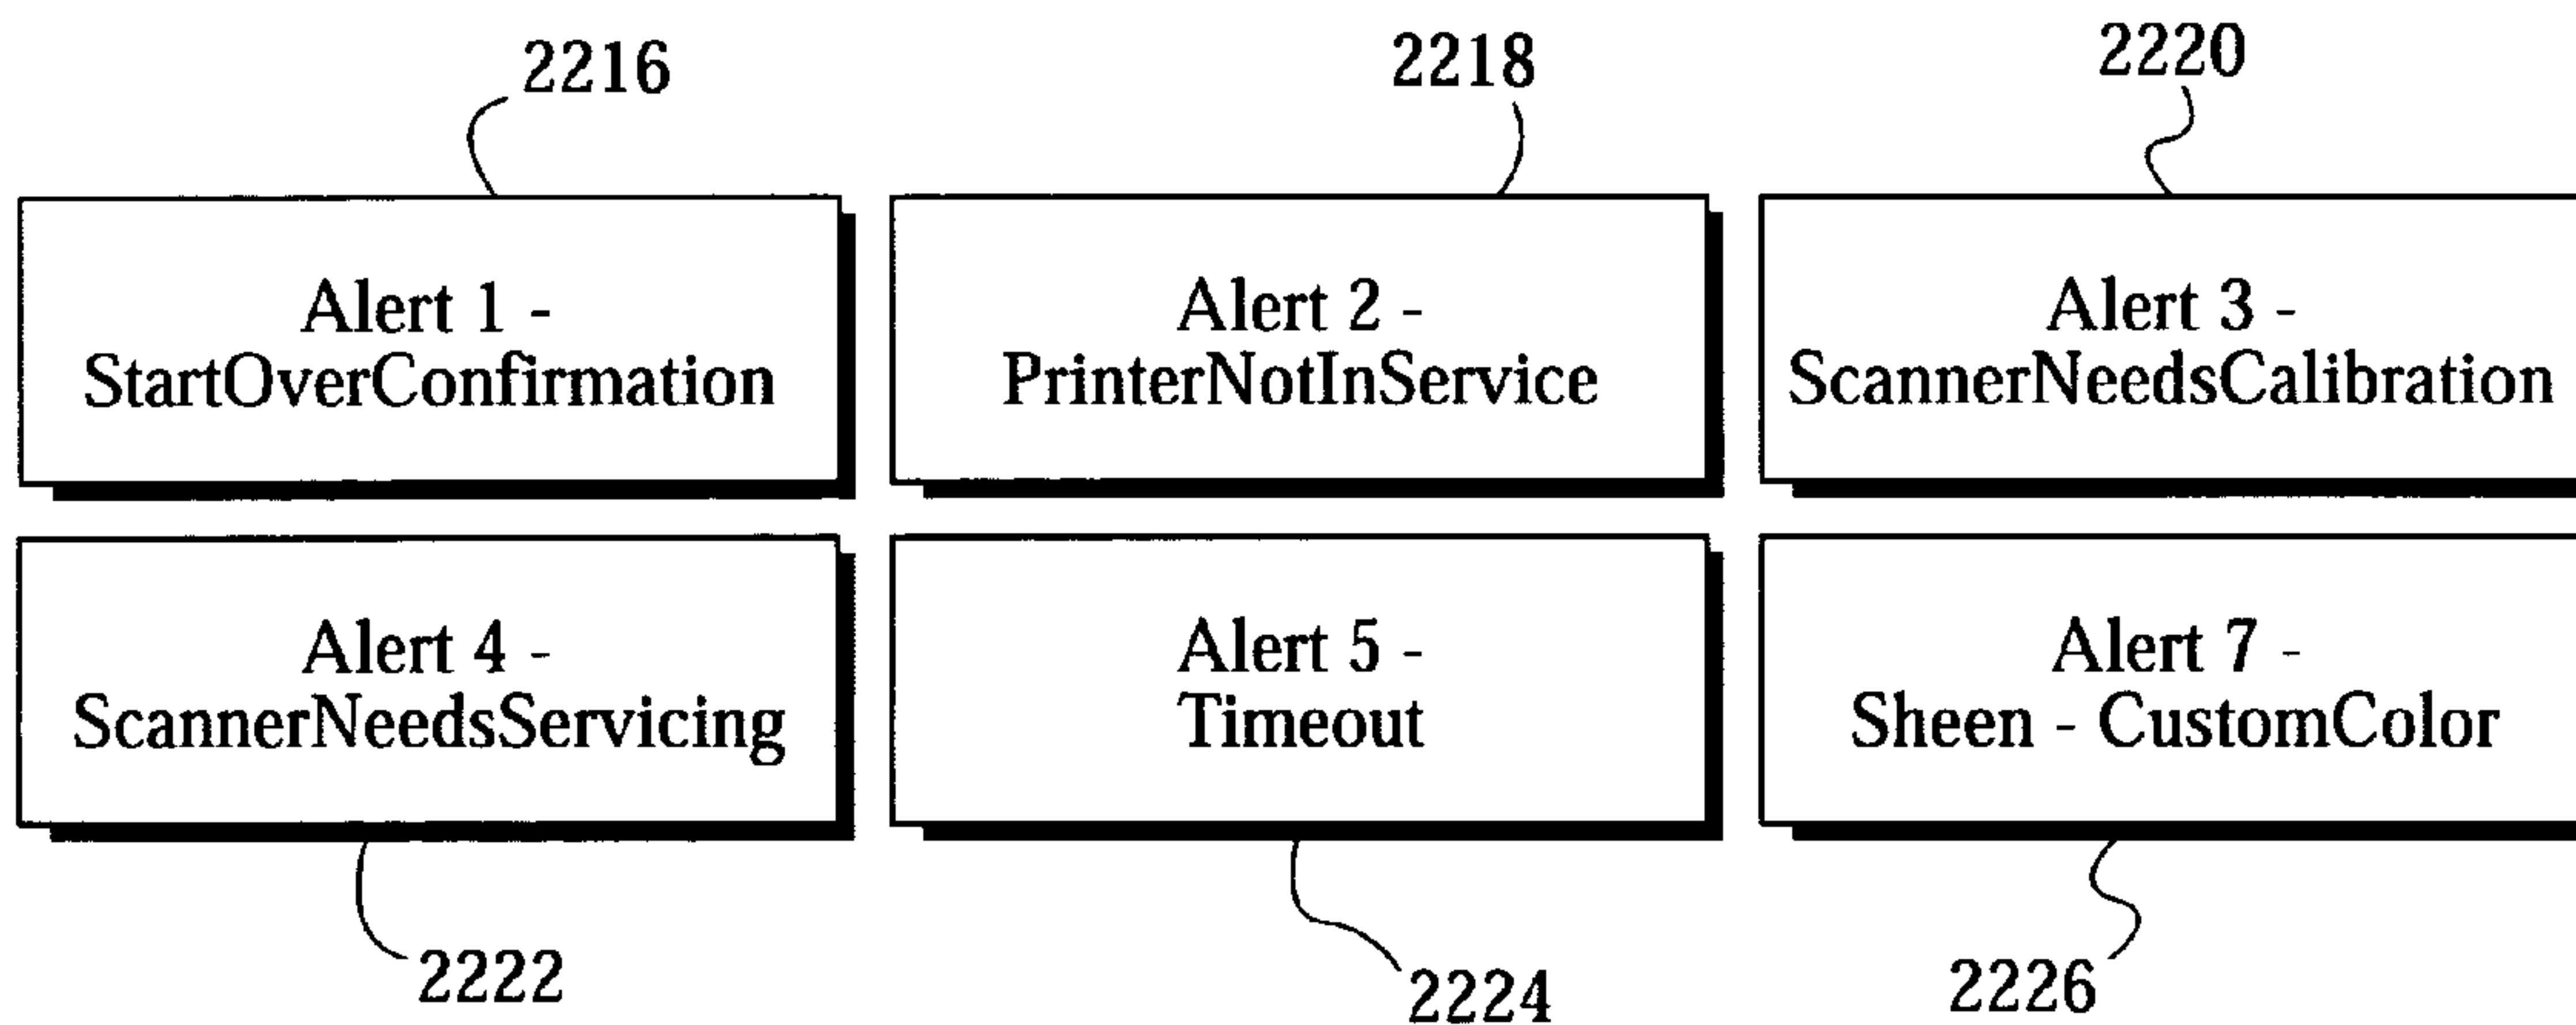 2216
2218
2220
Alert 1 -
StartOverConfirmation
Alert 2 -
PrinterNotInService
Alert 3 -
ScannerNeedsCalibration
Alert 4 -
ScannerNeedsServicing
Alert 5 -
Timeout
Alert 7 -
Sheen - CustomColor
2222
2224
2226